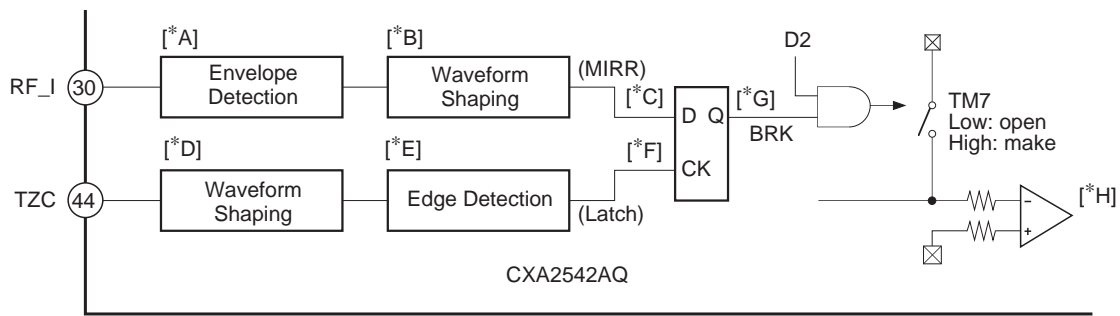 [*A]
[*B]
D2
RF_I
30
Envelope
Detection
Waveform
Shaping
(MIRR)
[*C]
[*G]
D Q
BRK
TM7
Low: open
High: make
[*D]
[*E]
[*F]
CK
TZC
44
Waveform
Shaping
Edge Detection
(Latch)
[*H]
–
+
CXA2542AQ